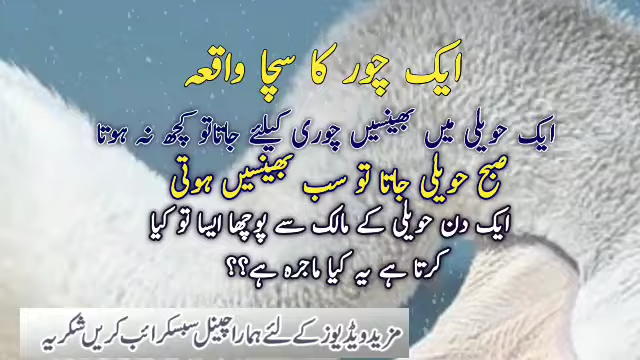 ایک چور کا سچا واقعہ
ایک حویلی میں بھینسیں چوری کیلئے جاتاتو کچھ نہ ہوتا
صبح حویلی جاتا تو سب بھینسیں ہوتی
ایک دن حویلی کے مالک سے پوچھا ایسا تو کیا
کرتا ہے یہ کیا ماجرہ ہے؟؟
مزید ویڈیوز کے لئے ہمارا چینل سبسکرائب کریں شکریہ